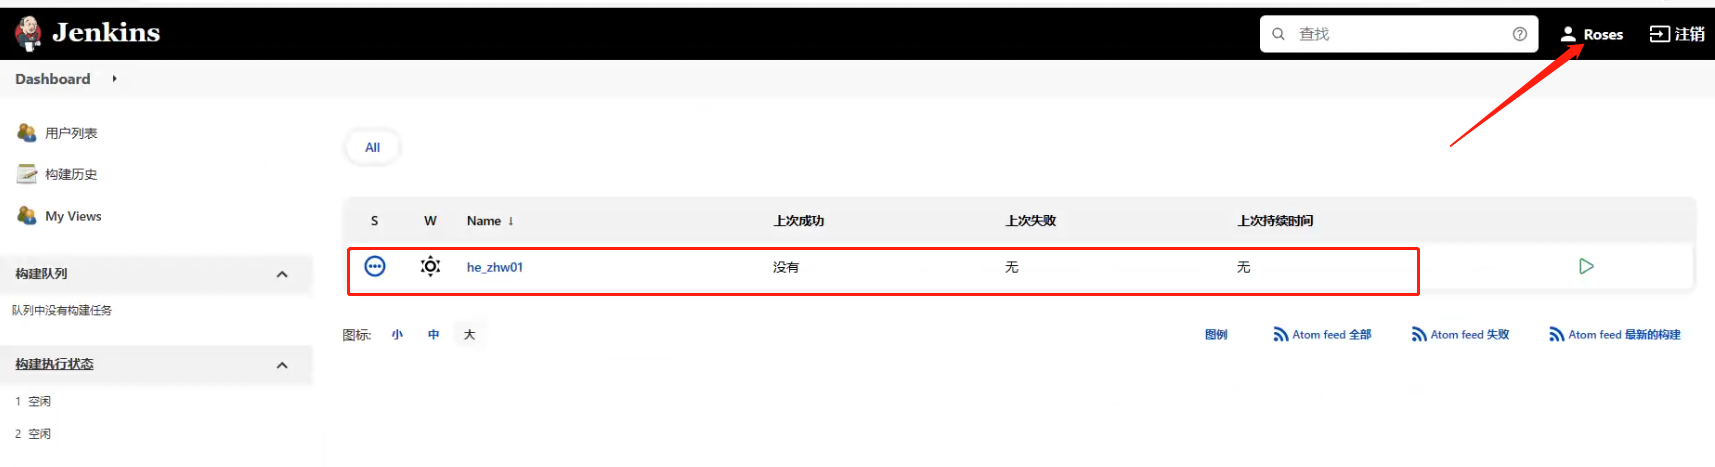 Jenkins
查找
Roses
注销
Dashboard
用户列表
构建历史
My Views
构建队列
队列中没有构建任务
构建执行状态
1 空闲
2 空闲
All
S W Name ↓ 上次成功 上次失败 上次持续时间
he_zhw01 没有 无 无
图标: 小 中 大
图例 Atom feed 全部 Atom feed 失败 Atom feed 最新的构建